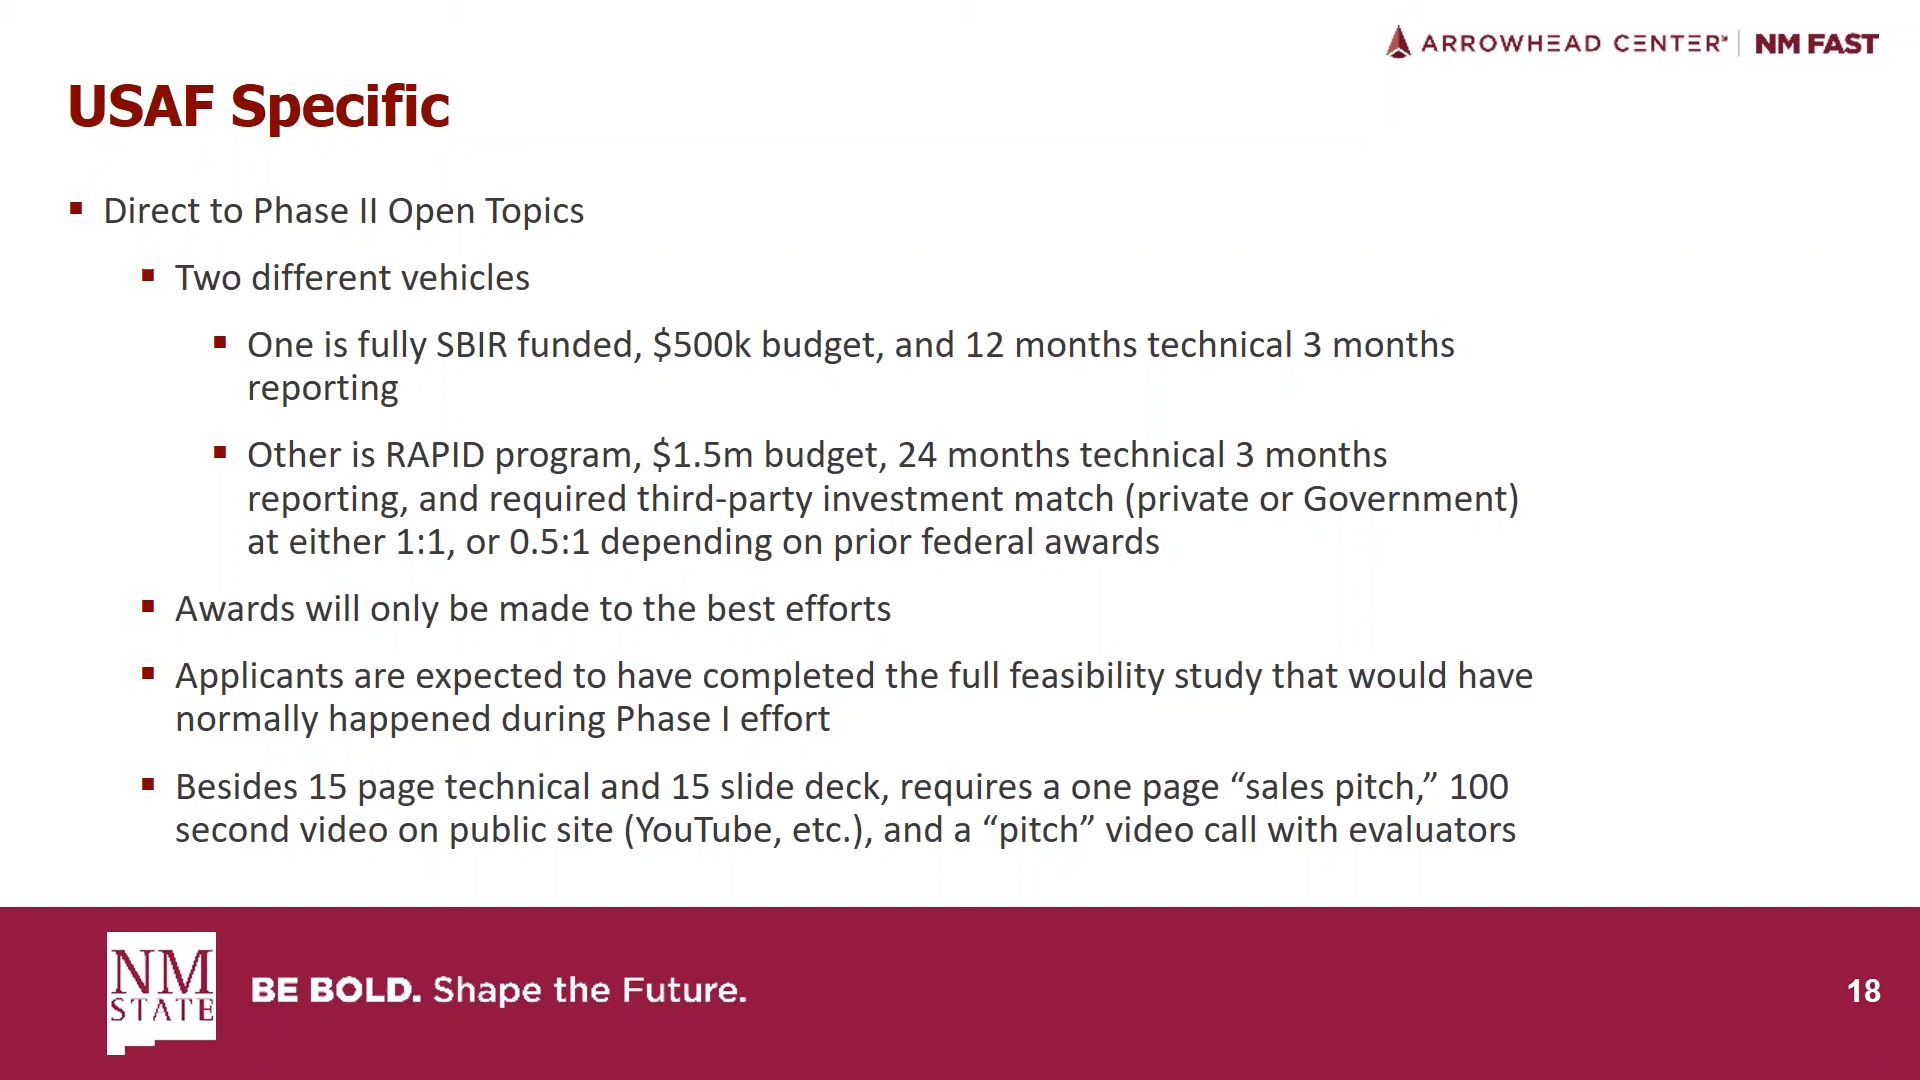 ARROWHEAD CENTER | NM FAST
USAF Specific
▪ Direct to Phase II Open Topics
▪ Two different vehicles
▪ One is fully SBIR funded, $500k budget, and 12 months technical 3 months
reporting
▪ Other is RAPID program, $1.5m budget, 24 months technical 3 months
reporting, and required third-party investment match (private or Government)
at either 1:1, or 0.5:1 depending on prior federal awards
▪ Awards will only be made to the best efforts
▪ Applicants are expected to have completed the full feasibility study that would have
normally happened during Phase I effort
▪ Besides 15 page technical and 15 slide deck, requires a one page “sales pitch,” 100
second video on public site (YouTube, etc.), and a “pitch” video call with evaluators
NM
STATE
BE BOLD. Shape the Future.
18